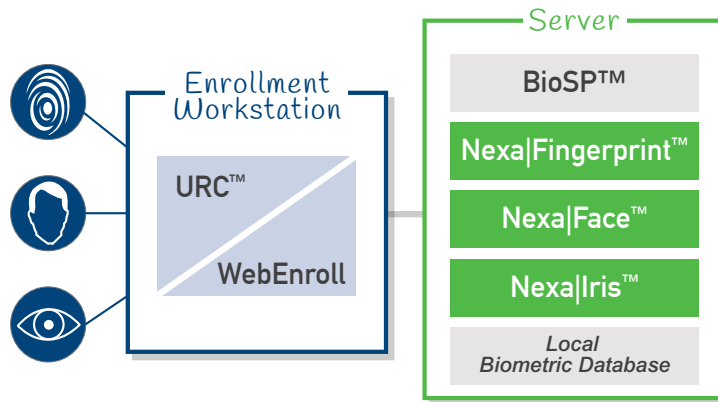 Enrollment
Workstation
URC™
WebEnroll
Server
BioSP™
Nexa|Fingerprint™
Nexa|Face™
Nexa|Iris™
Local
Biometric Database